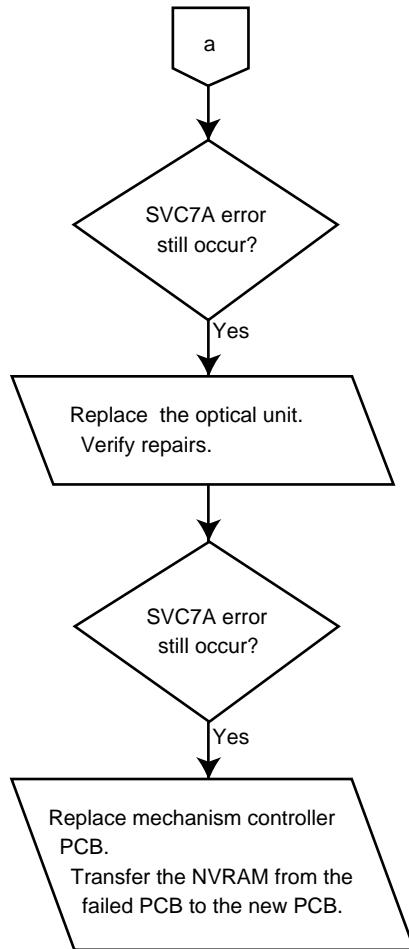 a
SVC7A error
still occur?
Yes
Replace the optical unit.
Verify repairs.
SVC7A error
still occur?
Yes
Replace mechanism controller
PCB.
Transfer the NVRAM from the
failed PCB to the new PCB.